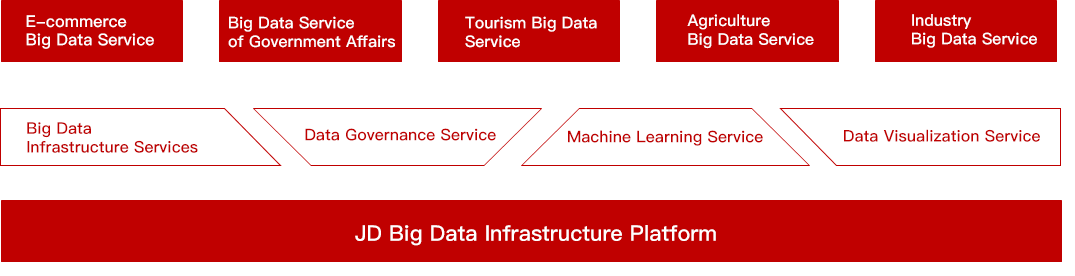 E-commerce
Big Data Service
Big Data Service
of Government Affairs
Tourism Big Data
Service
Agriculture
Big Data Service
Industry
Big Data Service
Big Data
Infrastructure Services
Data Governance Service
Machine Learning Service
Data Visualization Service
JD Big Data Infrastructure Platform